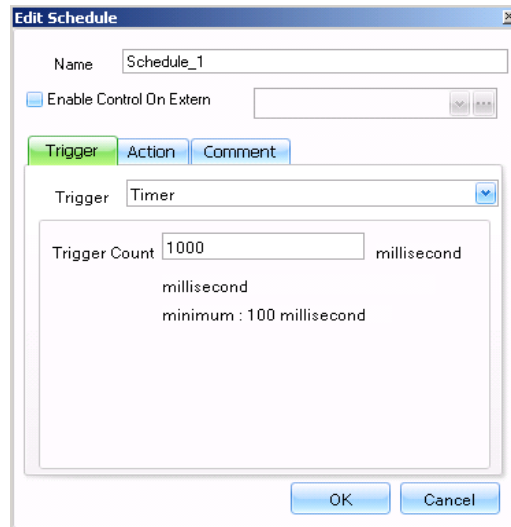 Edit Schedule
Name Schedule_1
Enable Control On Extern
Trigger Action Comment
Trigger Timer
Trigger Count 1000 millisecond
millisecond
minimum : 100 millisecond
OK Cancel